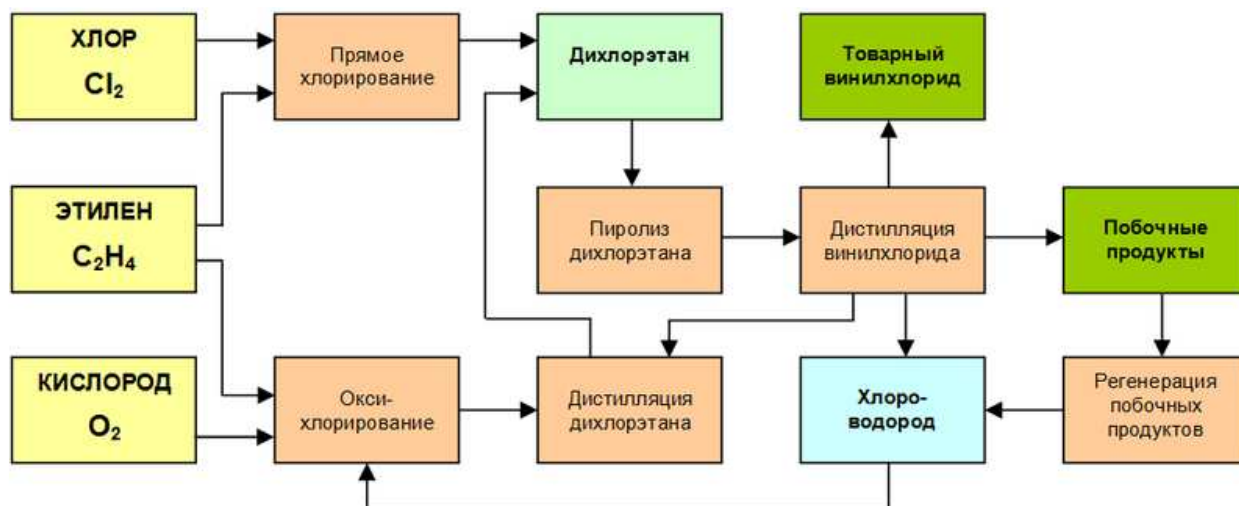 ХЛОР
Cl₂
Прямое
хлорирование
Дихлорэтан
Товарный
винилхлорид
ЭТИЛЕН
C₂H₄
Пиролиз
дихлорэтана
Дистилляция
винилхлорида
Побочные
продукты
КИСЛОРОД
O₂
Окси-
хлорирование
Дистилляция
дихлорэтана
Хлоро-
водород
Регенерация
побочных
продуктов